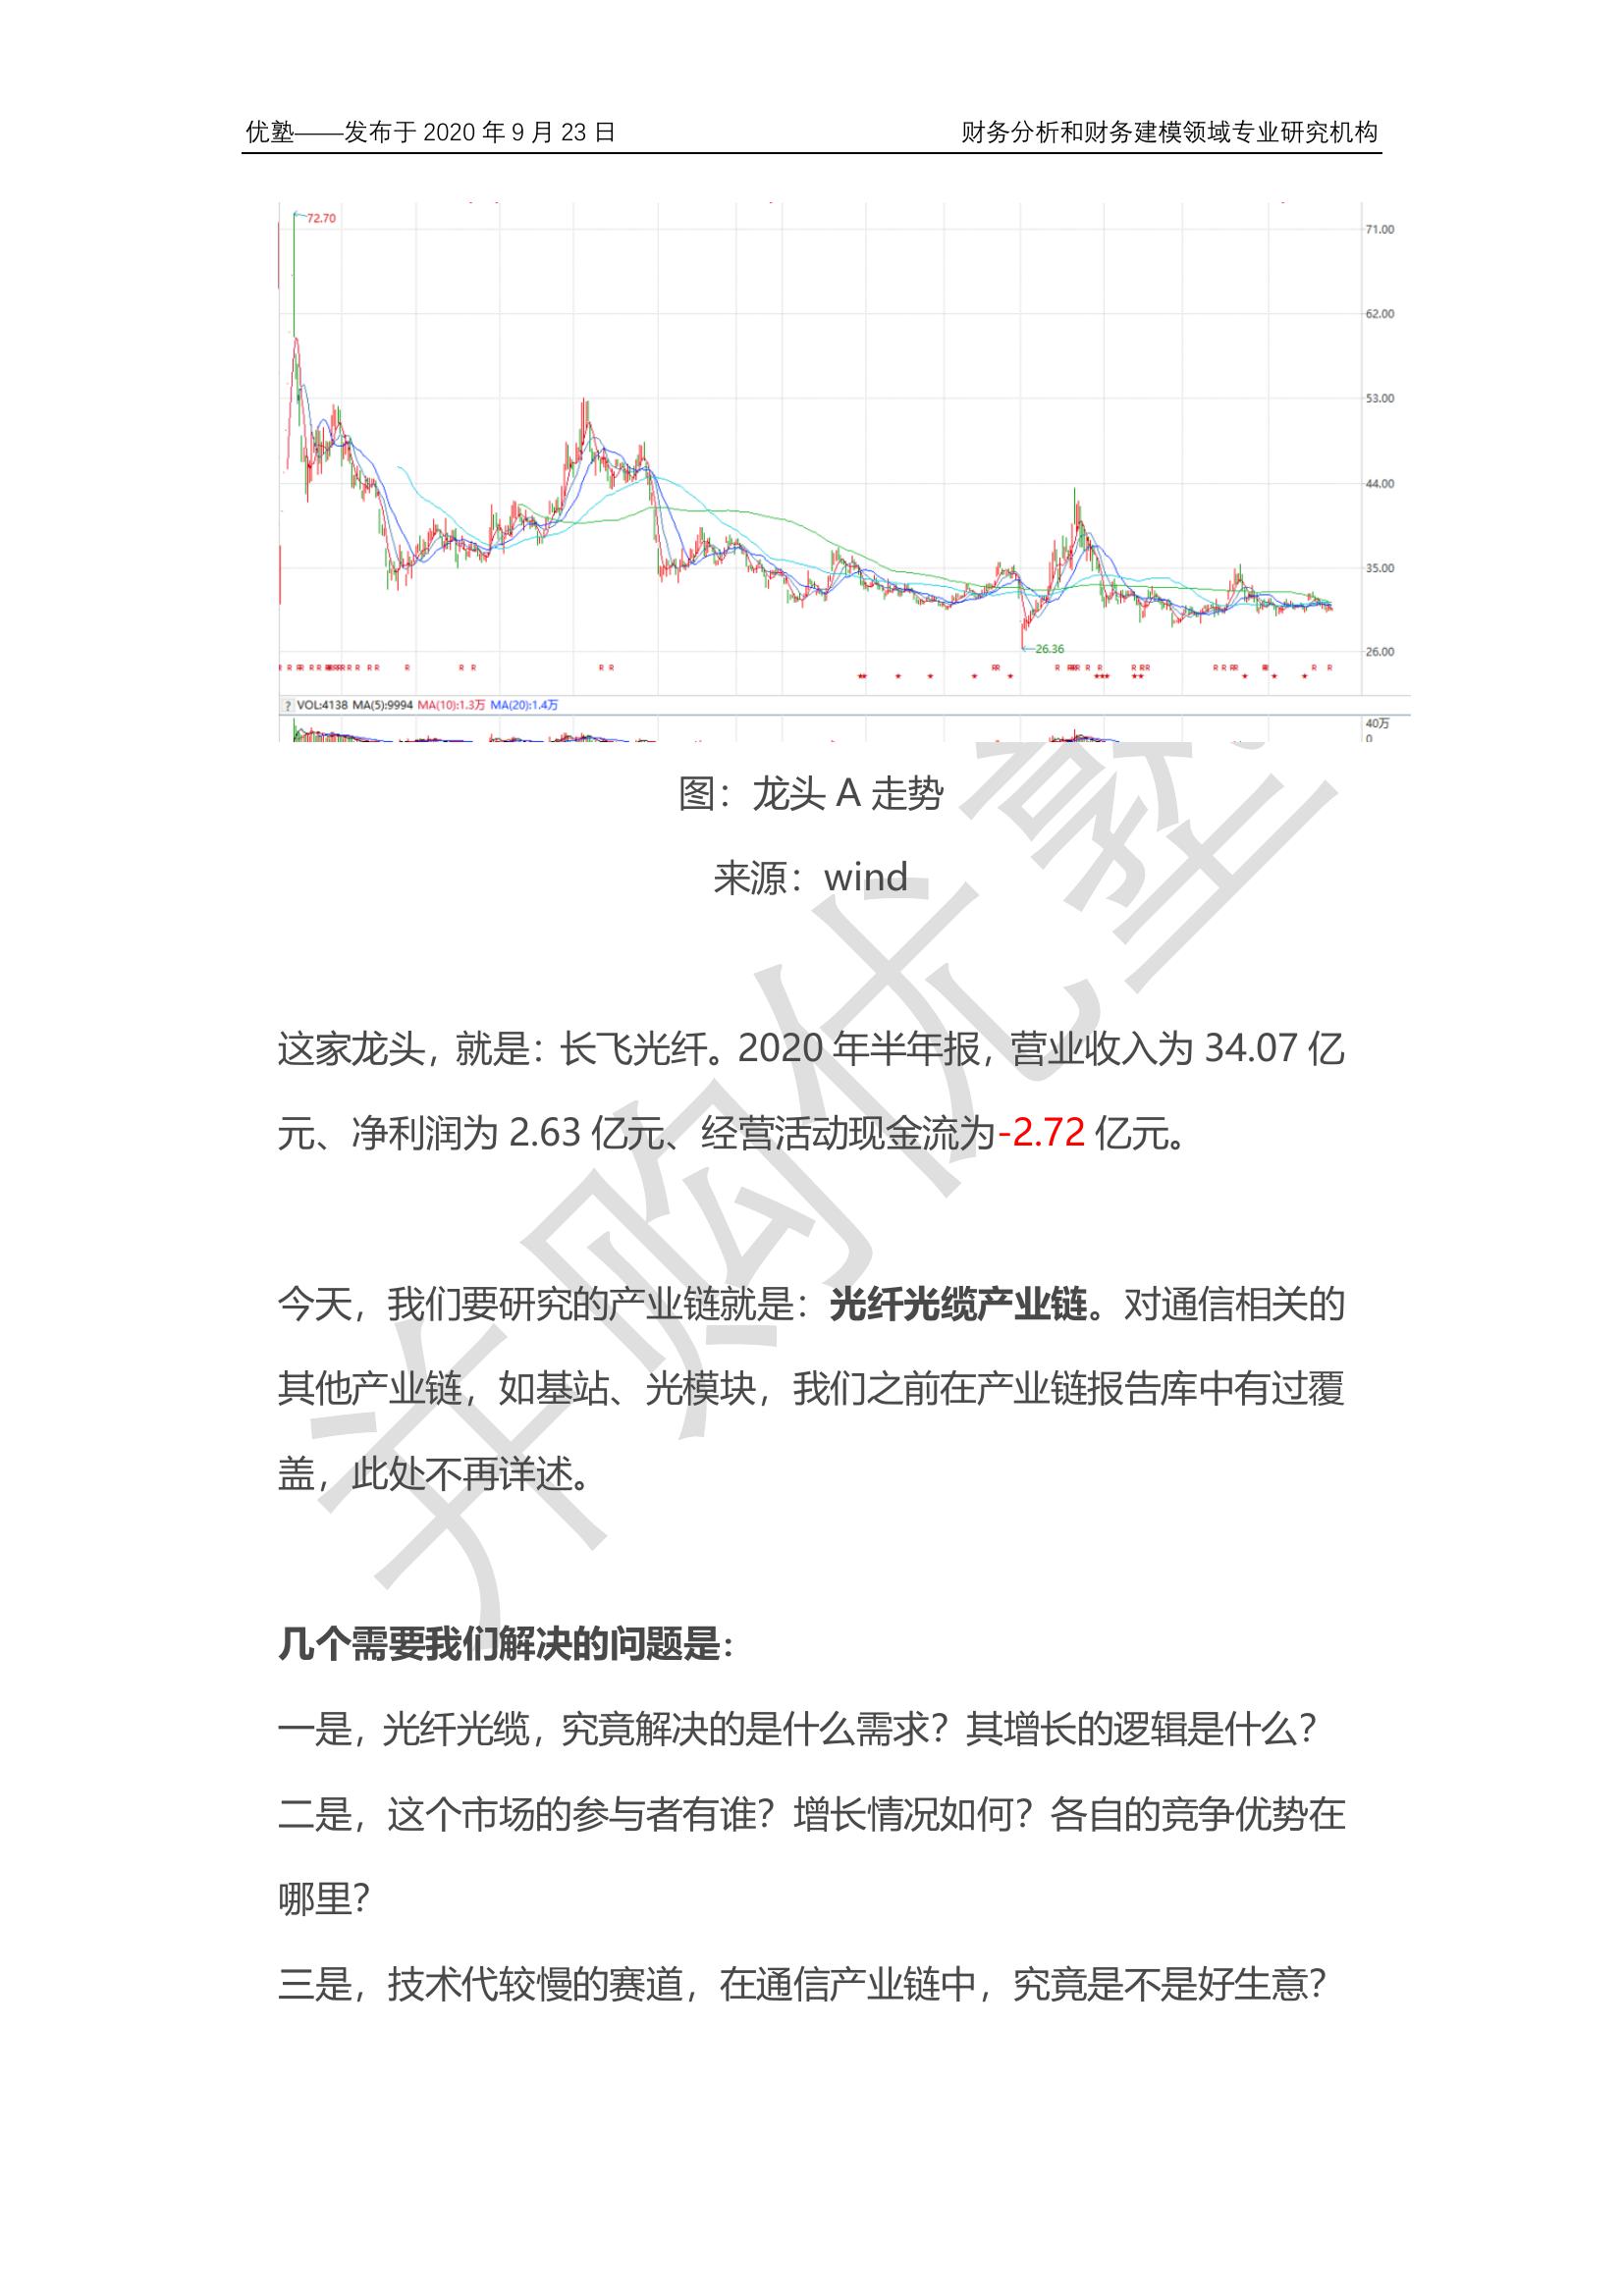 优塾——发布于 2020 年 9 月 23 日 财务分析和财务建模领域专业研究机构
72.70
71.00
62.00
53.00
44.00
35.00
26.36
26.00
? VOL:4138 MA(5):9994 MA(10):1.3万 MA(20):1.4万
40万
0
图：龙头 A 走势
来源：wind
这家龙头，就是：长飞光纤。2020 年半年报，营业收入为 34.07 亿
元、净利润为 2.63 亿元、经营活动现金流为-2.72 亿元。
今天，我们要研究的产业链就是：光纤光缆产业链。对通信相关的
其他产业链，如基站、光模块，我们之前在产业链报告库中有过覆
盖，此处不再详述。
几个需要我们解决的问题是：
一是，光纤光缆，究竟解决的是什么需求？其增长的逻辑是什么？
二是，这个市场的参与者有谁？增长情况如何？各自的竞争优势在
哪里？
三是，技术代较慢的赛道，在通信产业链中，究竟是不是好生意？
并购优塾